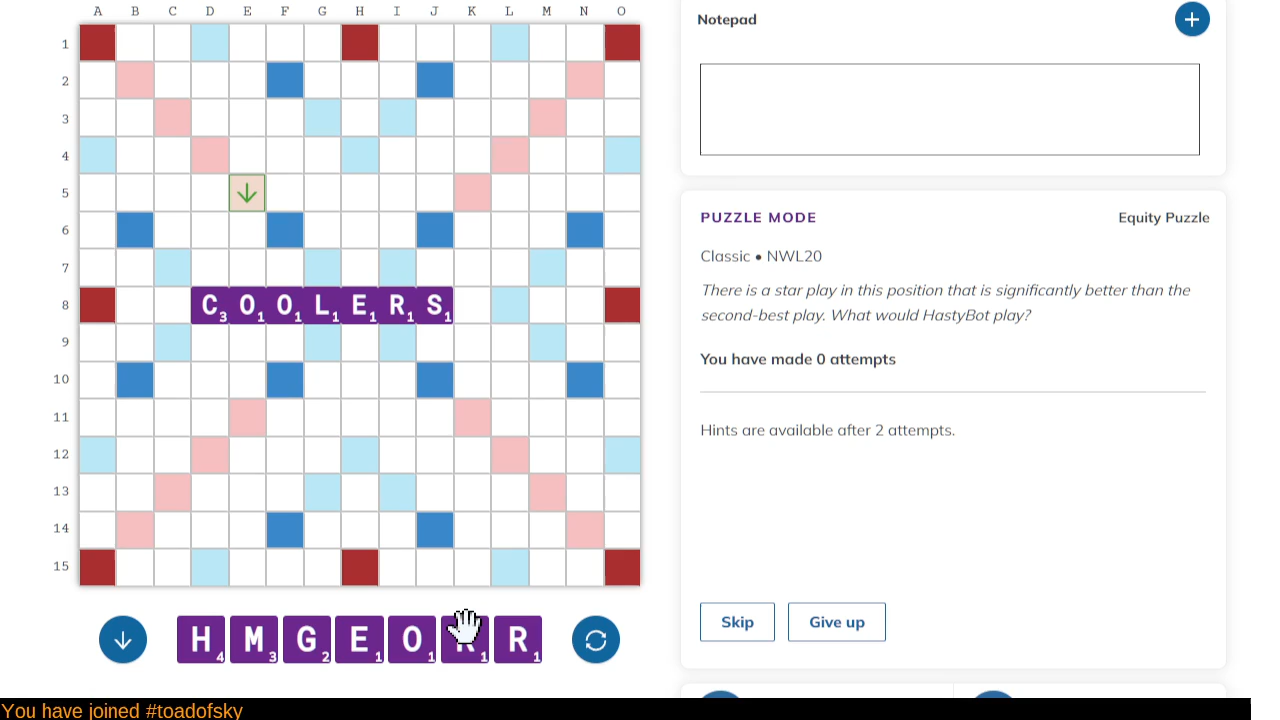 A B C D E F G H I J K L M N O
Notepad
+
1
2
3
4
5
6
7
8 C3 O1 O1 L1 E1 R1 S1
9
10
11
12
13
14
15
PUZZLE MODE Equity Puzzle
Classic • NWL20
There is a star play in this position that is significantly better than the
second-best play. What would HastyBot play?
You have made 0 attempts
Hints are available after 2 attempts.
Skip Give up
H4 M3 G2 E1 O1 R1 R1
You have joined #toadofsky